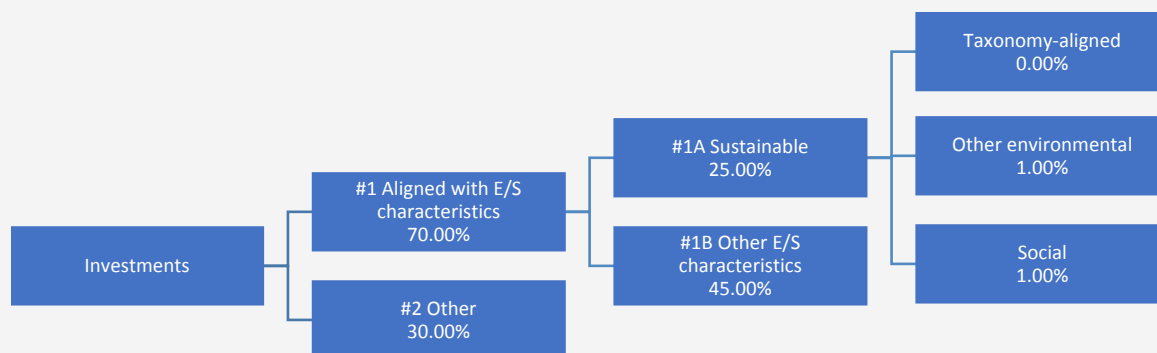 Investments
#1 Aligned with E/S
characteristics
70.00%
#2 Other
30.00%
#1A Sustainable
25.00%
#1B Other E/S
characteristics
45.00%
Taxonomy-aligned
0.00%
Other environmental
1.00%
Social
1.00%